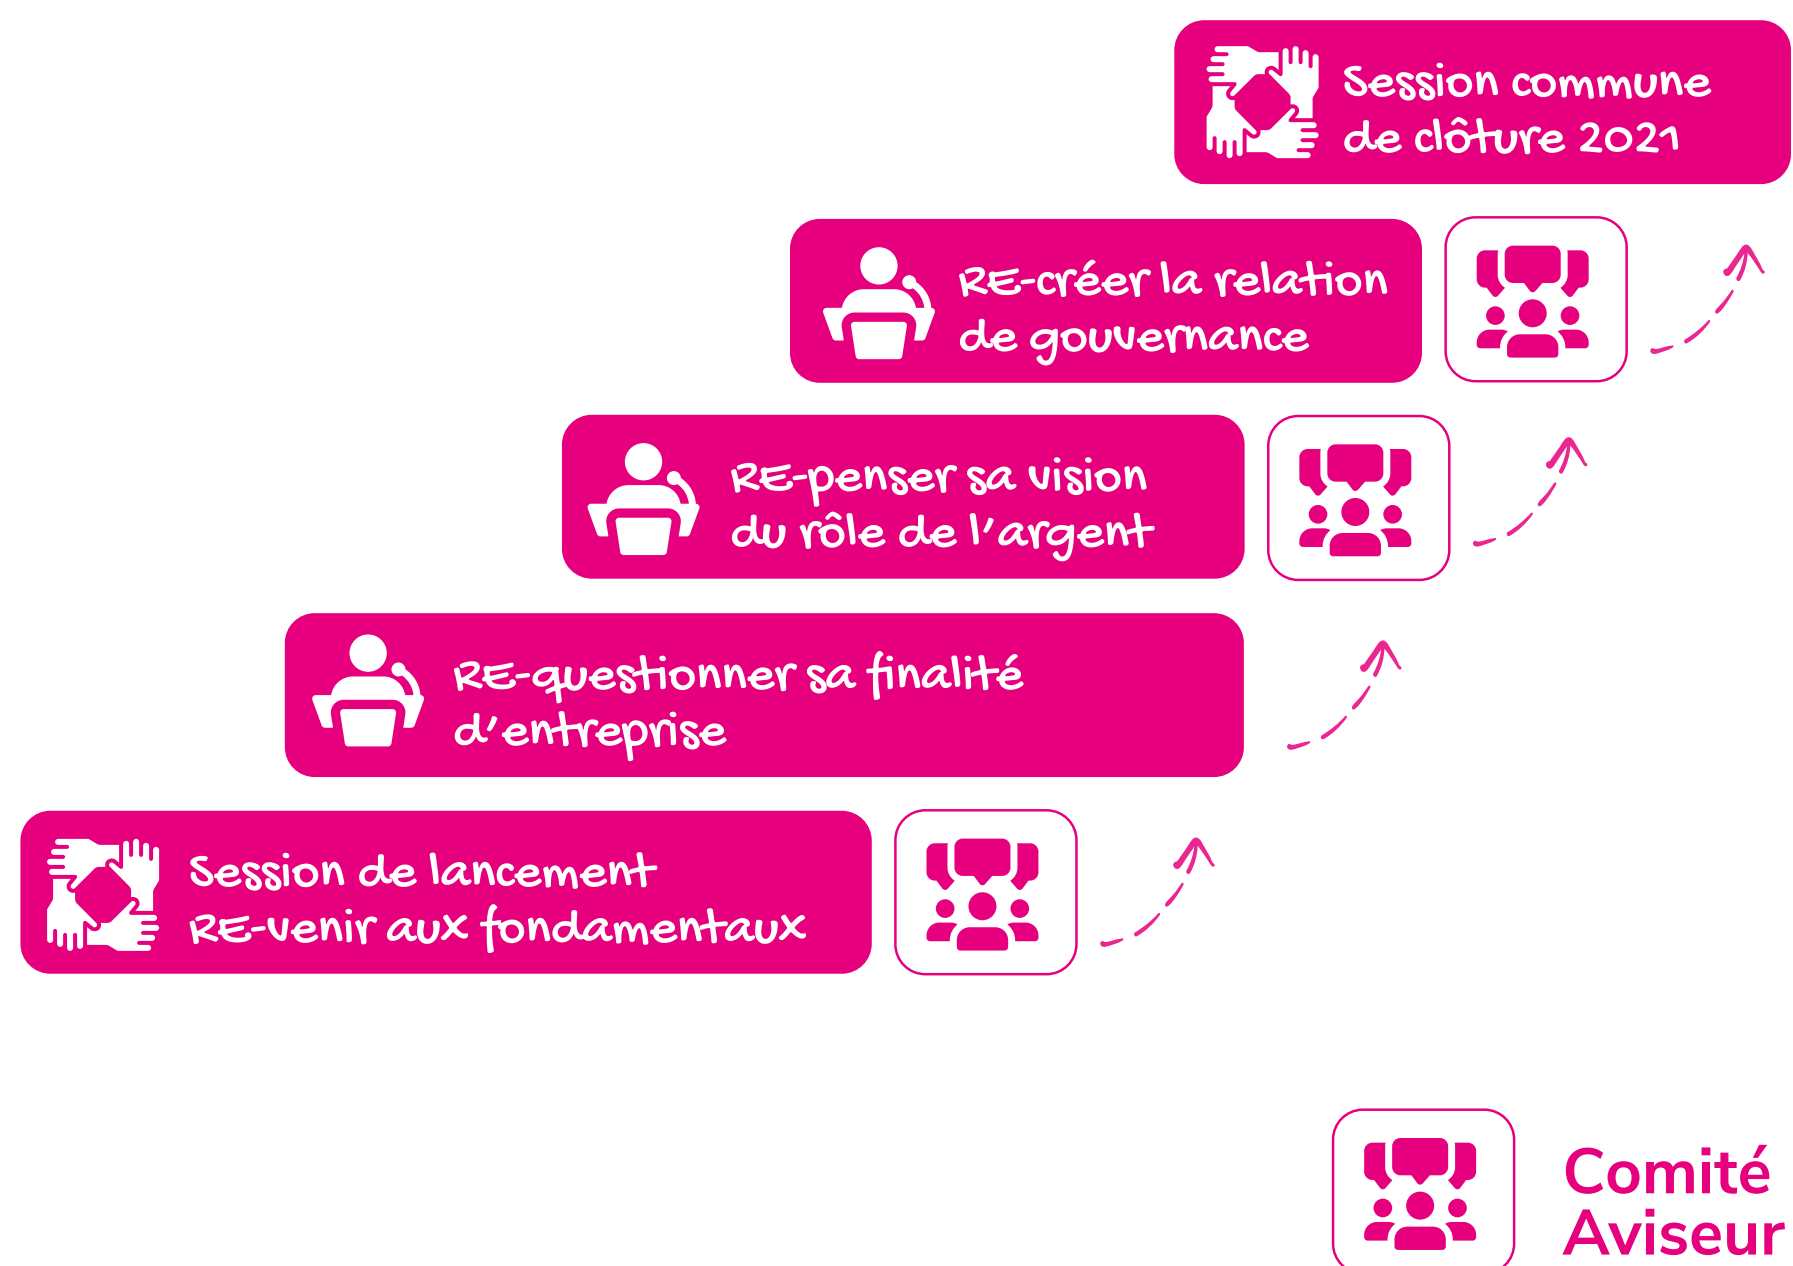 Session commune
de clôture 2021
RE-créer la relation
de gouvernance
RE-penser sa vision
du rôle de l'argent
RE-questionner sa finalité
d'entreprise
Session de lancement
RE-venir aux fondamentaux
Comité
Aviseur